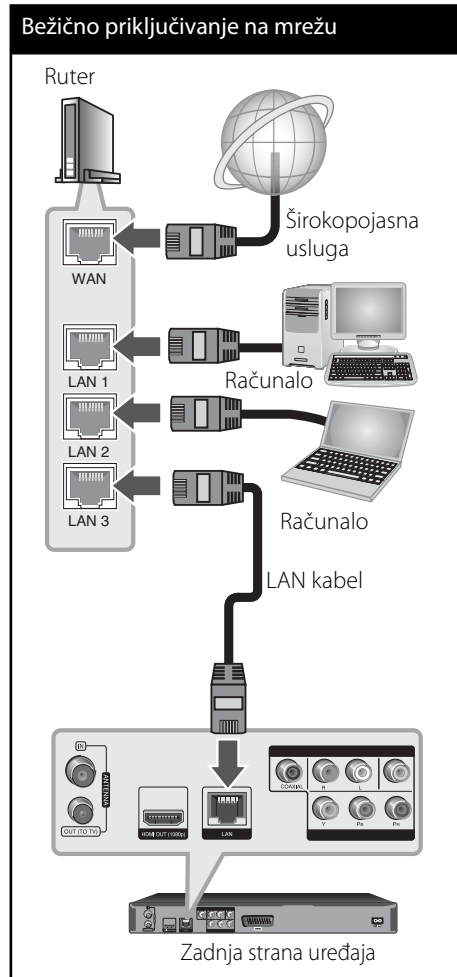 Bežično priključivanje na mrežu
Ruter
Širokopojasna
usluga
WAN
LAN 1
Računalo
LAN 2
LAN 3
Računalo
LAN kabel
IN
ANTENNA
OUT (TO TV)
HDMI OUT (1080p)
LAN
COAXIAL
R
L
Y
PB
PR
Zadnja strana uređaja